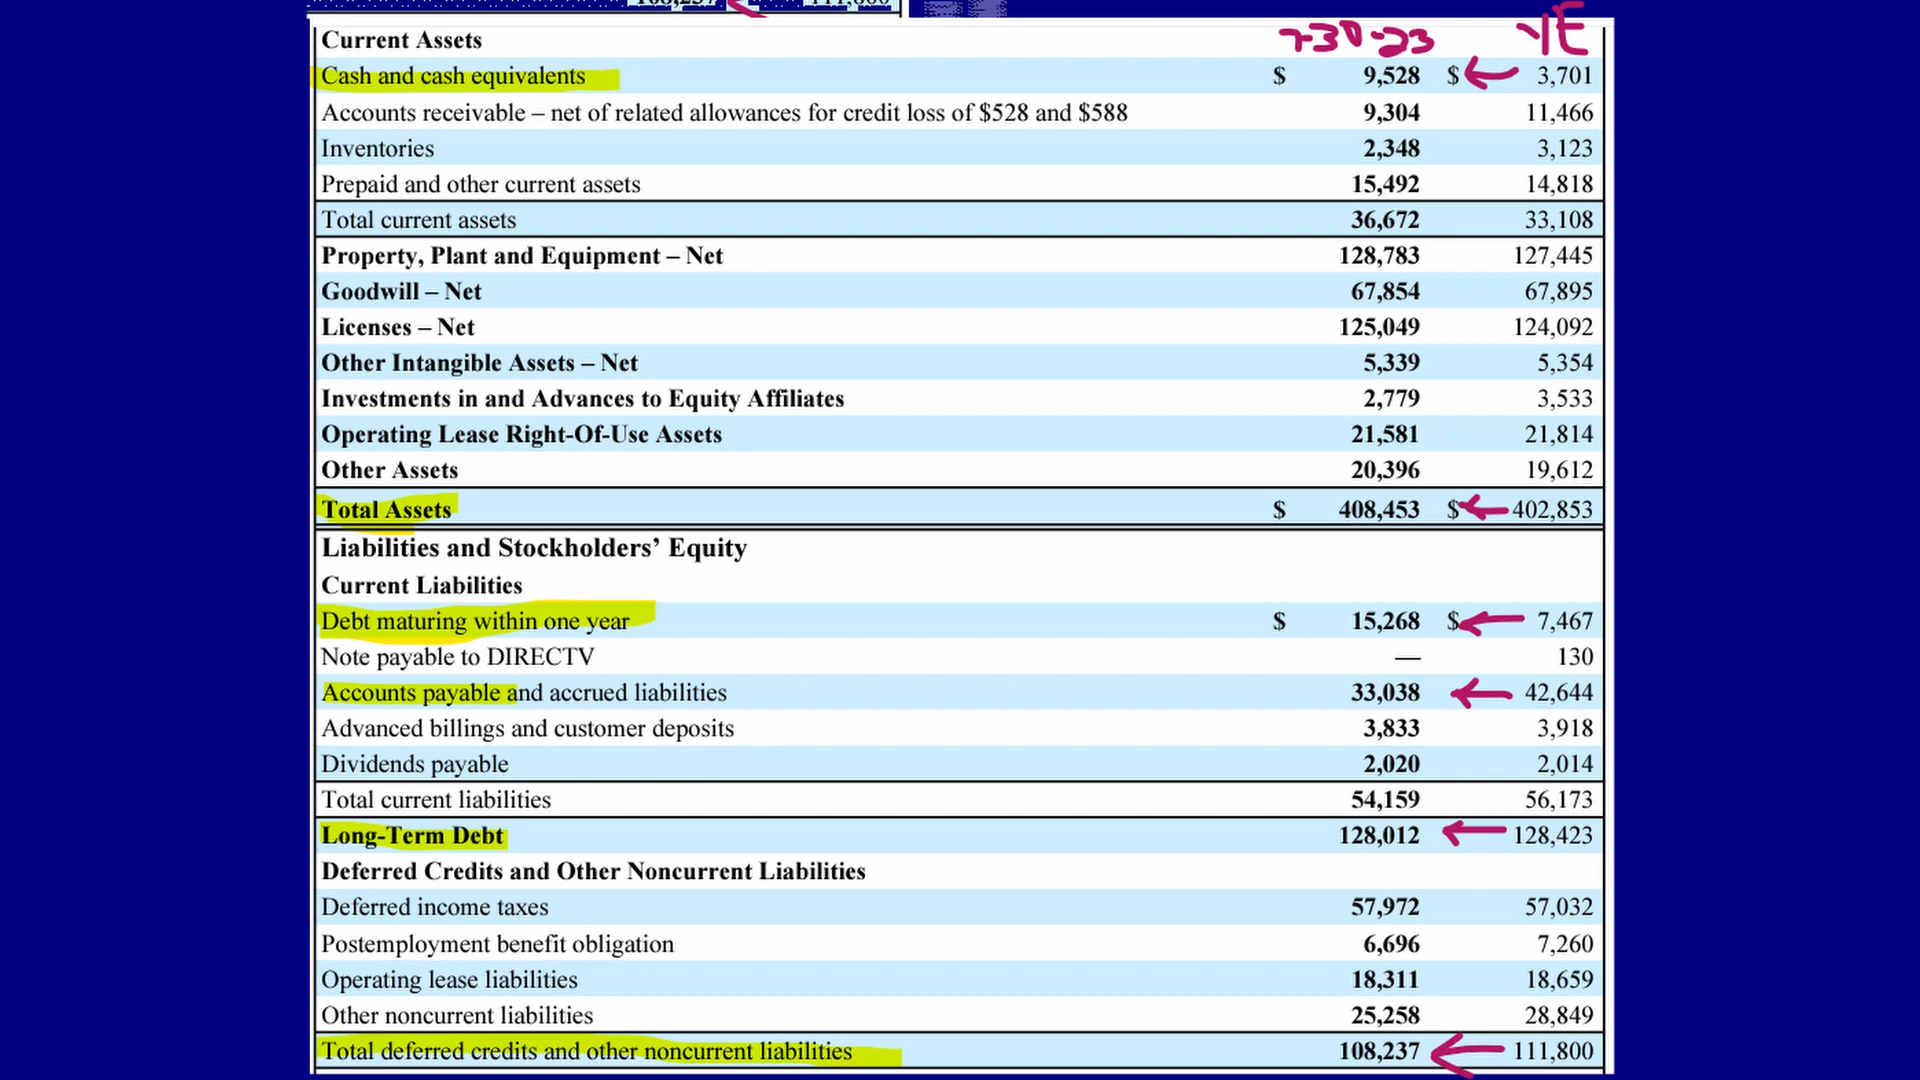 7-30-23 YE
Current Assets
Cash and cash equivalents $ 9,528 $ 3,701
Accounts receivable – net of related allowances for credit loss of $528 and $588 9,304 11,466
Inventories 2,348 3,123
Prepaid and other current assets 15,492 14,818
Total current assets 36,672 33,108
Property, Plant and Equipment – Net 128,783 127,445
Goodwill – Net 67,854 67,895
Licenses – Net 125,049 124,092
Other Intangible Assets – Net 5,339 5,354
Investments in and Advances to Equity Affiliates 2,779 3,533
Operating Lease Right-Of-Use Assets 21,581 21,814
Other Assets 20,396 19,612
Total Assets $ 408,453 $ 402,853
Liabilities and Stockholders’ Equity
Current Liabilities
Debt maturing within one year $ 15,268 $ 7,467
Note payable to DIRECTV — 130
Accounts payable and accrued liabilities 33,038 42,644
Advanced billings and customer deposits 3,833 3,918
Dividends payable 2,020 2,014
Total current liabilities 54,159 56,173
Long-Term Debt 128,012 128,423
Deferred Credits and Other Noncurrent Liabilities
Deferred income taxes 57,972 57,032
Postemployment benefit obligation 6,696 7,260
Operating lease liabilities 18,311 18,659
Other noncurrent liabilities 25,258 28,849
Total deferred credits and other noncurrent liabilities 108,237 111,800